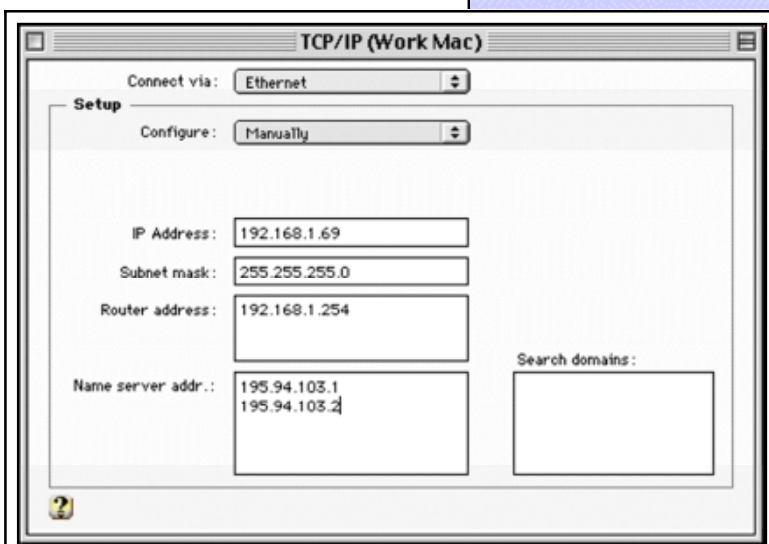 TCP/IP (Work Mac)
Connect via: Ethernet
Setup
Configure: Manually
IP Address: 192.168.1.69
Subnet mask: 255.255.255.0
Router address: 192.168.1.254
Search domains:
Name server addr.: 195.94.103.1
195.94.103.2
?